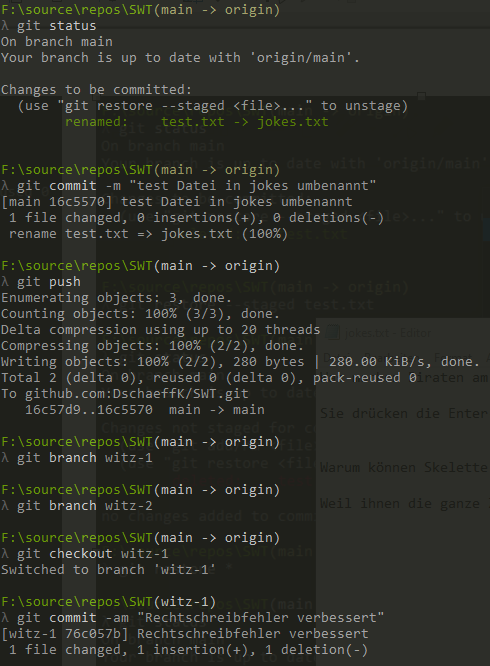 F:\source\repos\SWT(main -> origin)
λ git status
On branch main
Your branch is up to date with 'origin/main'.
Changes to be committed:
(use "git restore --staged <file>..." to unstage)
renamed: test.txt -> jokes.txt
F:\source\repos\SWT(main -> origin)
λ git commit -m "test Datei in jokes umbenannt"
[main 16c5570] test Datei in jokes umbenannt
1 file changed, 0 insertions(+), 0 deletions(-)
rename test.txt => jokes.txt (100%)
F:\source\repos\SWT(main -> origin)
λ git push
Enumerating objects: 3, done.
Counting objects: 100% (3/3), done.
Delta compression using up to 20 threads
Compressing objects: 100% (2/2), done.
Writing objects: 100% (2/2), 280 bytes | 280.00 KiB/s, done.
Total 2 (delta 0), reused 0 (delta 0), pack-reused 0
To github.com:DschaeffK/SWT.git
16c57d9..16c5570 main -> main
F:\source\repos\SWT(main -> origin)
λ git branch witz-1
F:\source\repos\SWT(main -> origin)
λ git branch witz-2
F:\source\repos\SWT(main -> origin)
λ git checkout witz-1
Switched to branch 'witz-1'
F:\source\repos\SWT(witz-1)
λ git commit -am "Rechtschreibfehler verbessert"
[witz-1 76c057b] Rechtschreibfehler verbessert
1 file changed, 1 insertion(+), 1 deletion(-)
Sie drücken die Enter
Warum können Skelette
Weil ihnen die ganze